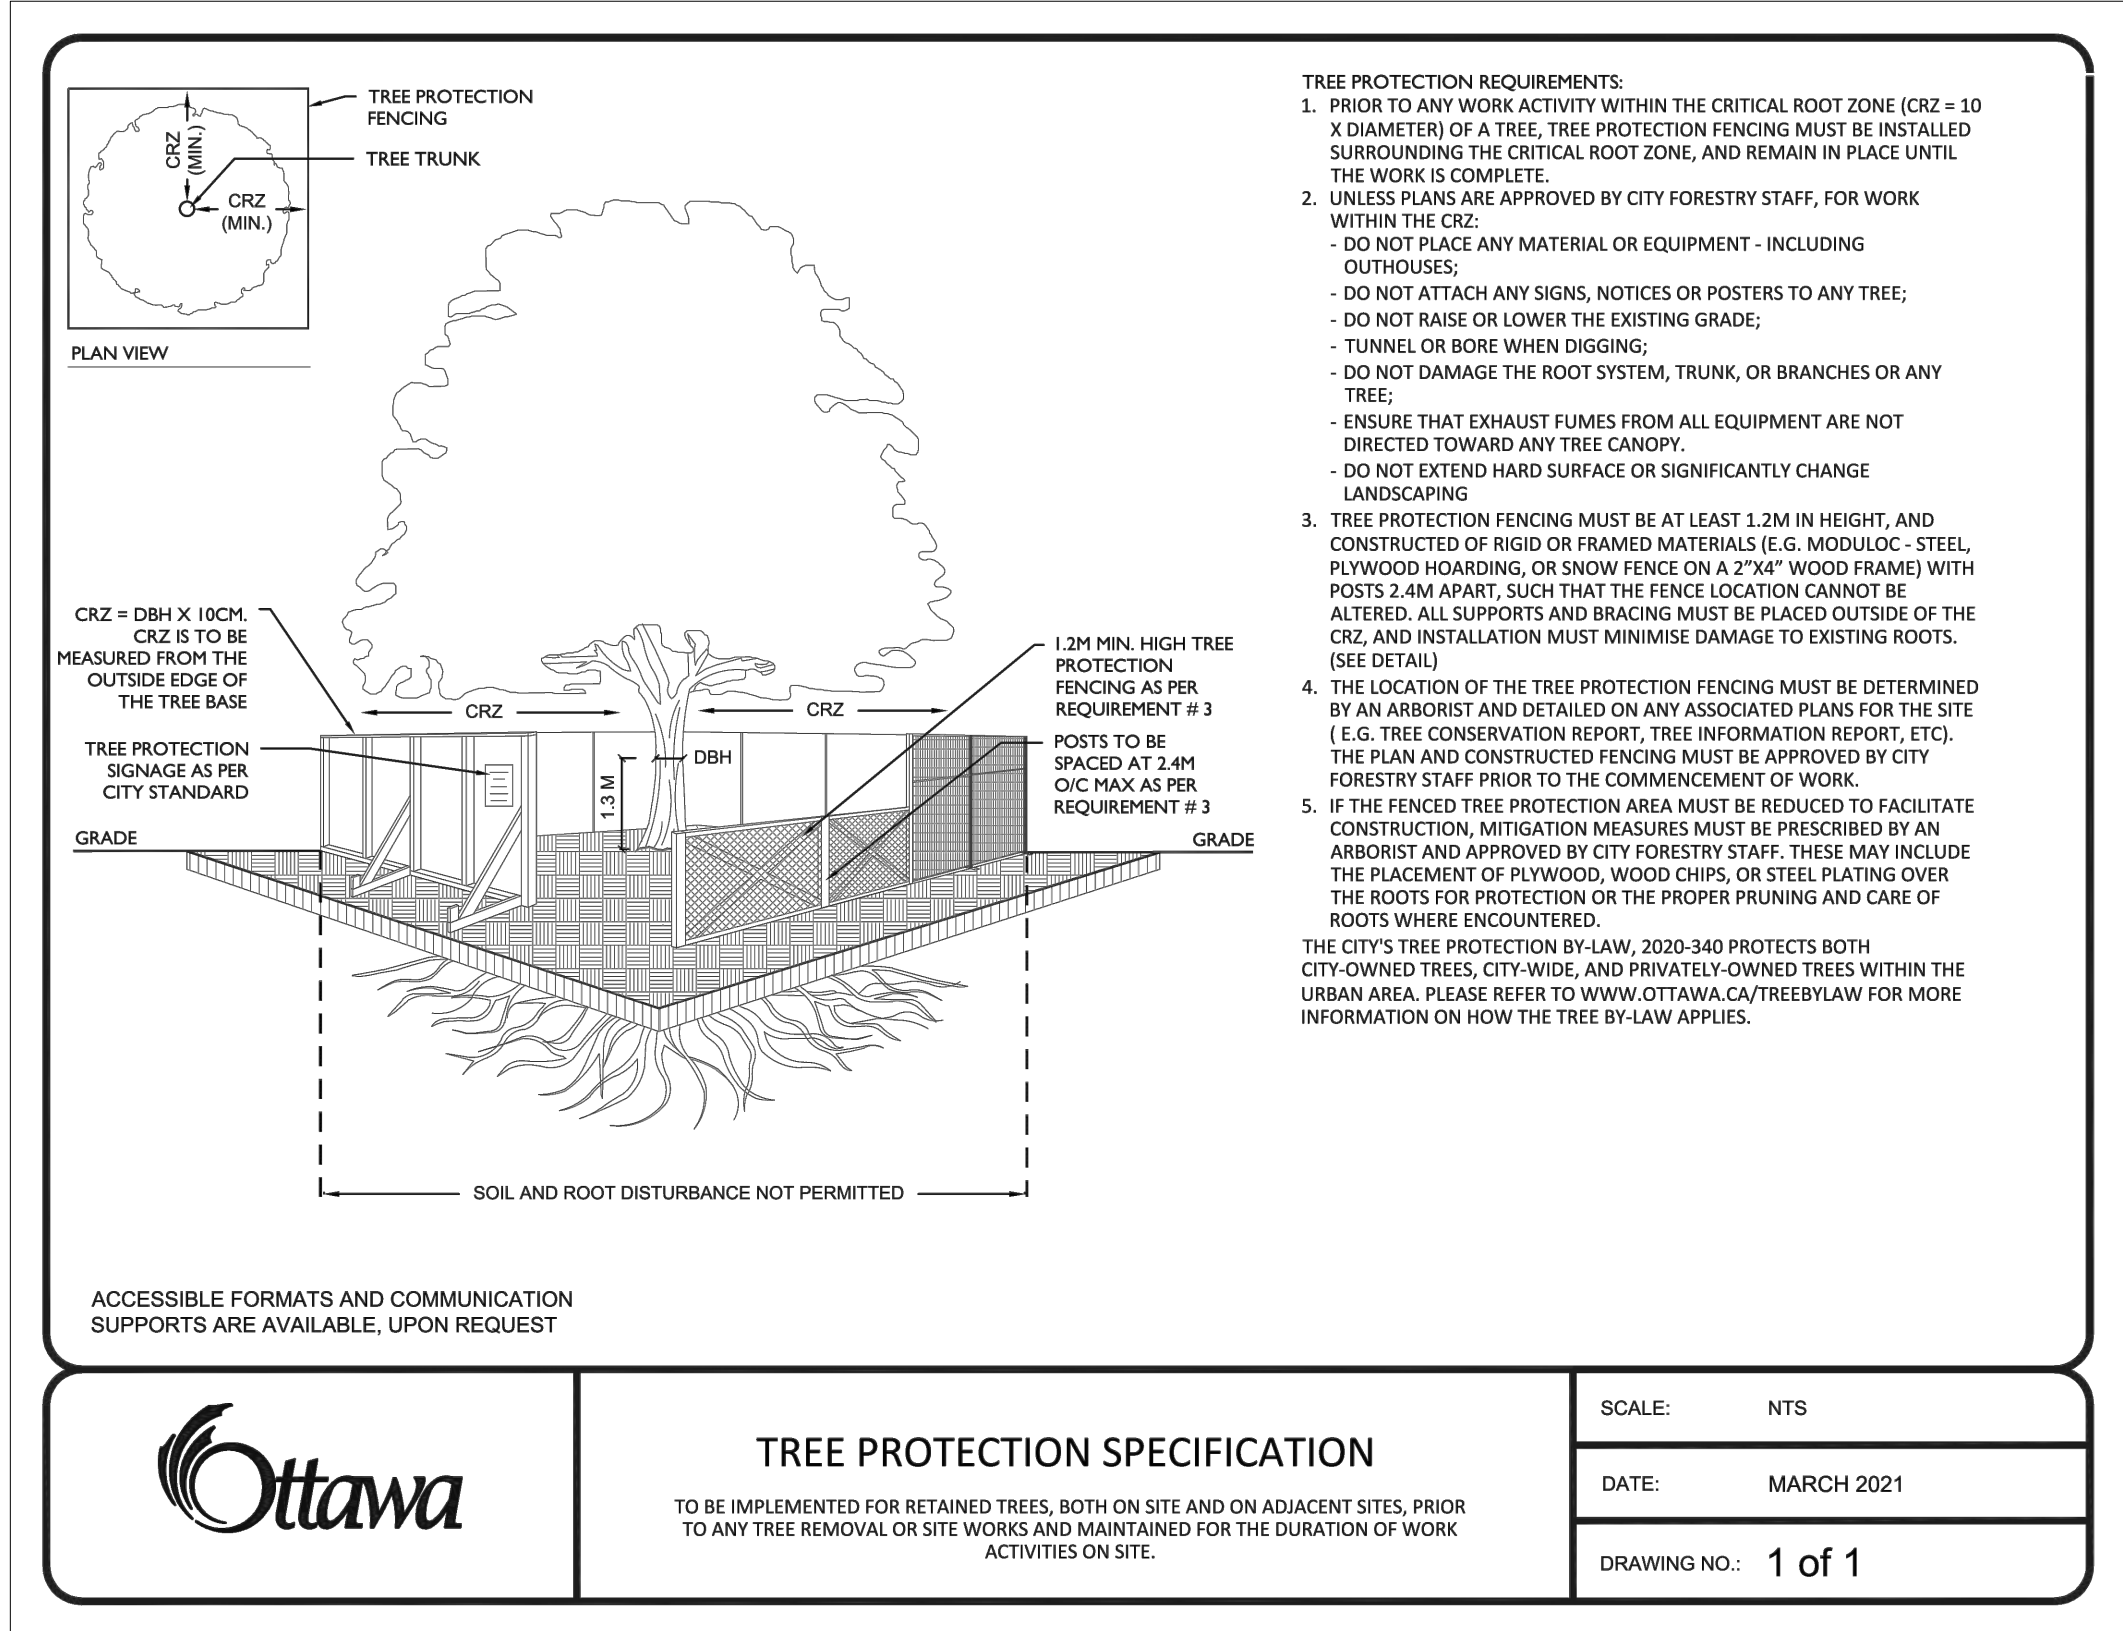 TREE PROTECTION
FENCING
TREE TRUNK
CRZ
(MIN.)
CRZ
(MIN.)
PLAN VIEW
CRZ = DBH X 10CM.
CRZ IS TO BE
MEASURED FROM THE
OUTSIDE EDGE OF
THE TREE BASE
TREE PROTECTION
SIGNAGE AS PER
CITY STANDARD
GRADE
CRZ
CRZ
DBH
1.3 M
1.2M MIN. HIGH TREE
PROTECTION
FENCING AS PER
REQUIREMENT # 3
POSTS TO BE
SPACED AT 2.4M
O/C MAX AS PER
REQUIREMENT # 3
GRADE
SOIL AND ROOT DISTURBANCE NOT PERMITTED
TREE PROTECTION REQUIREMENTS:
1. PRIOR TO ANY WORK ACTIVITY WITHIN THE CRITICAL ROOT ZONE (CRZ = 10
X DIAMETER) OF A TREE, TREE PROTECTION FENCING MUST BE INSTALLED
SURROUNDING THE CRITICAL ROOT ZONE, AND REMAIN IN PLACE UNTIL
THE WORK IS COMPLETE.
2. UNLESS PLANS ARE APPROVED BY CITY FORESTRY STAFF, FOR WORK
WITHIN THE CRZ:
- DO NOT PLACE ANY MATERIAL OR EQUIPMENT - INCLUDING
OUTHOUSES;
- DO NOT ATTACH ANY SIGNS, NOTICES OR POSTERS TO ANY TREE;
- DO NOT RAISE OR LOWER THE EXISTING GRADE;
- TUNNEL OR BORE WHEN DIGGING;
- DO NOT DAMAGE THE ROOT SYSTEM, TRUNK, OR BRANCHES OR ANY
TREE;
- ENSURE THAT EXHAUST FUMES FROM ALL EQUIPMENT ARE NOT
DIRECTED TOWARD ANY TREE CANOPY.
- DO NOT EXTEND HARD SURFACE OR SIGNIFICANTLY CHANGE
LANDSCAPING
3. TREE PROTECTION FENCING MUST BE AT LEAST 1.2M IN HEIGHT, AND
CONSTRUCTED OF RIGID OR FRAMED MATERIALS (E.G. MODULOC - STEEL,
PLYWOOD HOARDING, OR SNOW FENCE ON A 2”X4” WOOD FRAME) WITH
POSTS 2.4M APART, SUCH THAT THE FENCE LOCATION CANNOT BE
ALTERED. ALL SUPPORTS AND BRACING MUST BE PLACED OUTSIDE OF THE
CRZ, AND INSTALLATION MUST MINIMISE DAMAGE TO EXISTING ROOTS.
(SEE DETAIL)
4. THE LOCATION OF THE TREE PROTECTION FENCING MUST BE DETERMINED
BY AN ARBORIST AND DETAILED ON ANY ASSOCIATED PLANS FOR THE SITE
( E.G. TREE CONSERVATION REPORT, TREE INFORMATION REPORT, ETC).
THE PLAN AND CONSTRUCTED FENCING MUST BE APPROVED BY CITY
FORESTRY STAFF PRIOR TO THE COMMENCEMENT OF WORK.
5. IF THE FENCED TREE PROTECTION AREA MUST BE REDUCED TO FACILITATE
CONSTRUCTION, MITIGATION MEASURES MUST BE PRESCRIBED BY AN
ARBORIST AND APPROVED BY CITY FORESTRY STAFF. THESE MAY INCLUDE
THE PLACEMENT OF PLYWOOD, WOOD CHIPS, OR STEEL PLATING OVER
THE ROOTS FOR PROTECTION OR THE PROPER PRUNING AND CARE OF
ROOTS WHERE ENCOUNTERED.
THE CITY'S TREE PROTECTION BY-LAW, 2020-340 PROTECTS BOTH
CITY-OWNED TREES, CITY-WIDE, AND PRIVATELY-OWNED TREES WITHIN THE
URBAN AREA. PLEASE REFER TO WWW.OTTAWA.CA/TREEBYLAW FOR MORE
INFORMATION ON HOW THE TREE BY-LAW APPLIES.
ACCESSIBLE FORMATS AND COMMUNICATION
SUPPORTS ARE AVAILABLE, UPON REQUEST
Ottawa
TREE PROTECTION SPECIFICATION
TO BE IMPLEMENTED FOR RETAINED TREES, BOTH ON SITE AND ON ADJACENT SITES, PRIOR
TO ANY TREE REMOVAL OR SITE WORKS AND MAINTAINED FOR THE DURATION OF WORK
ACTIVITIES ON SITE.
SCALE: NTS
DATE: MARCH 2021
DRAWING NO.: 1 of 1